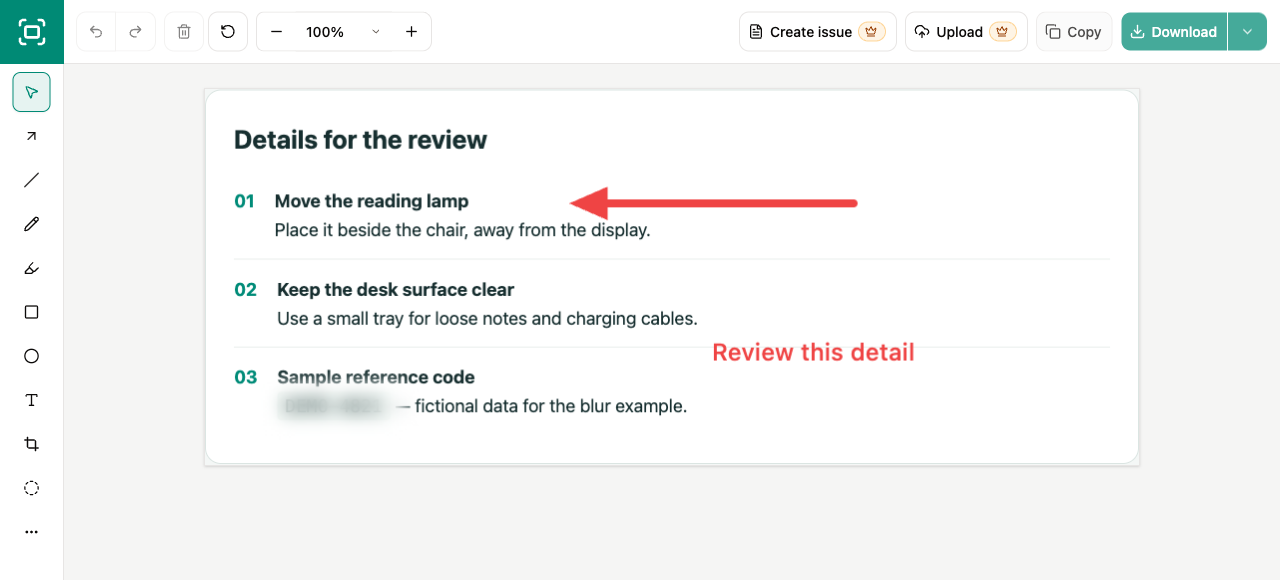 100%
Create issue
Upload
Copy
Download
Details for the review
01 Move the reading lamp
Place it beside the chair, away from the display.
02 Keep the desk surface clear
Use a small tray for loose notes and charging cables.
Review this detail
03 Sample reference code
— fictional data for the blur example.